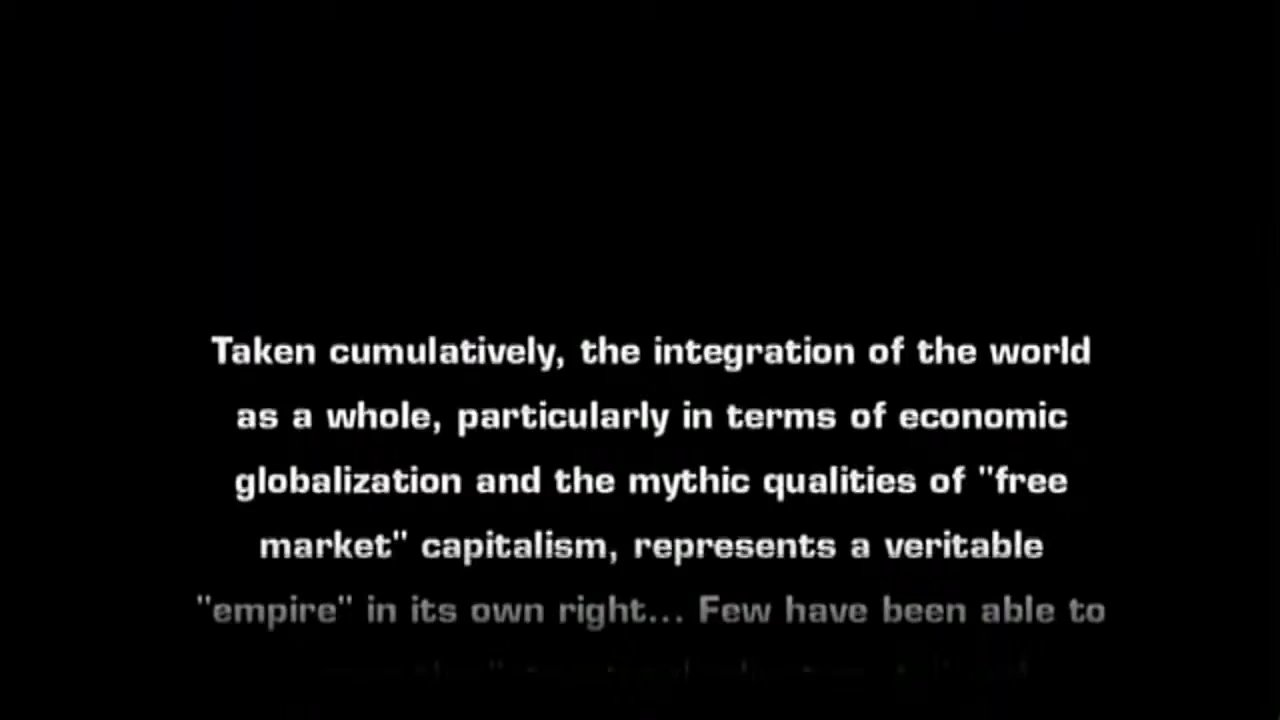 Taken cumulatively, the integration of the world
as a whole, particularly in terms of economic
globalization and the mythic qualities of "free
market" capitalism, represents a veritable
"empire" in its own right... Few have been able to